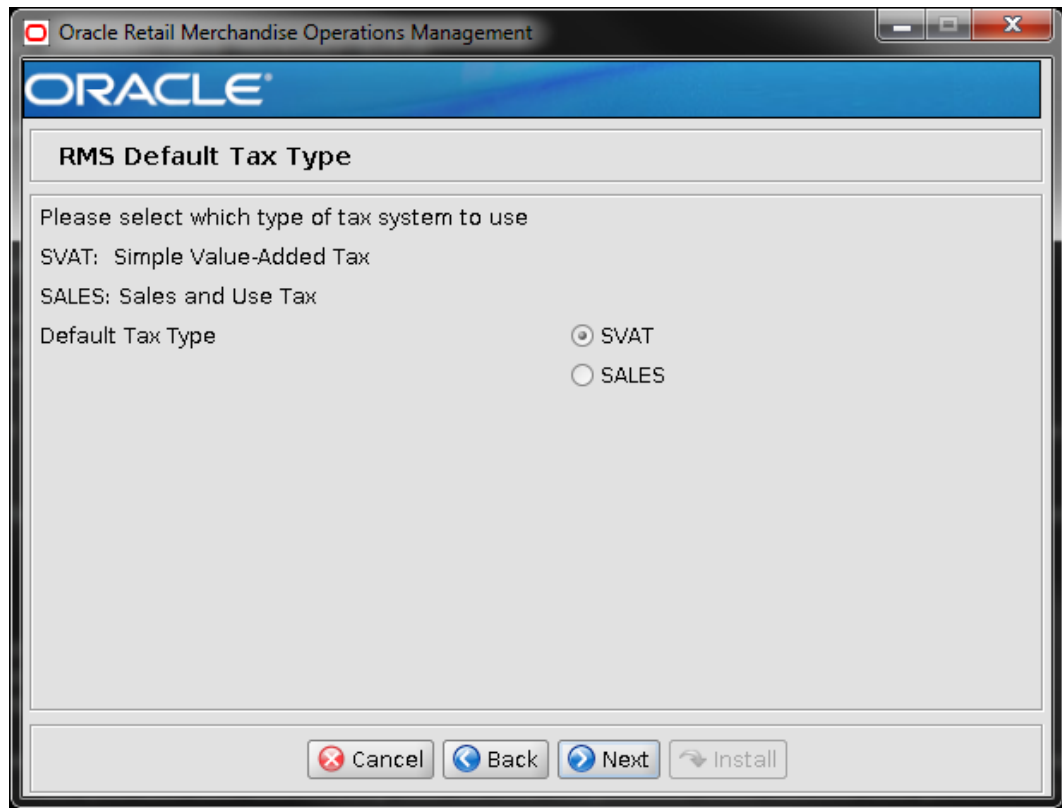 Oracle Retail Merchandise Operations Management
ORACLE®
RMS Default Tax Type
Please select which type of tax system to use
SVAT: Simple Value-Added Tax
SALES: Sales and Use Tax
Default Tax Type
SVAT
SALES
Cancel
Back
Next
Install